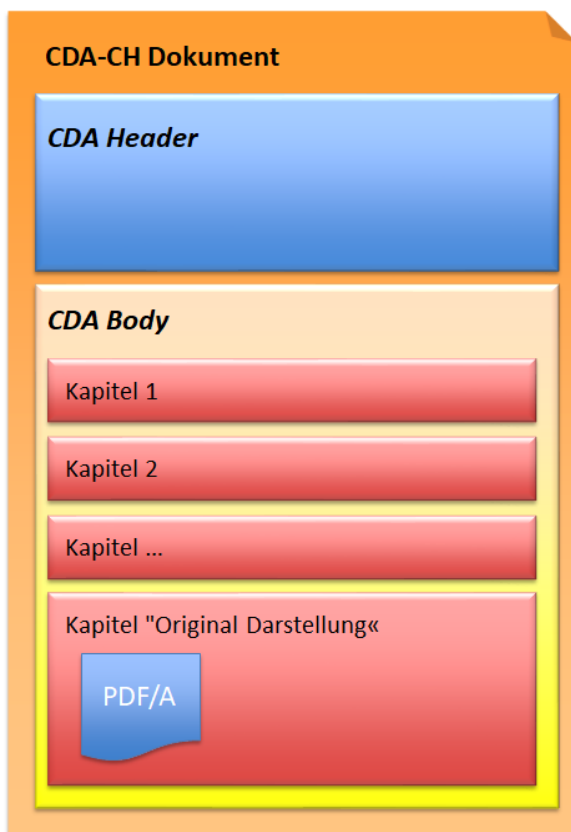 CDA-CH Dokument
CDA Header
CDA Body
Kapitel 1
Kapitel 2
Kapitel ...
Kapitel "Original Darstellung«
PDF/A